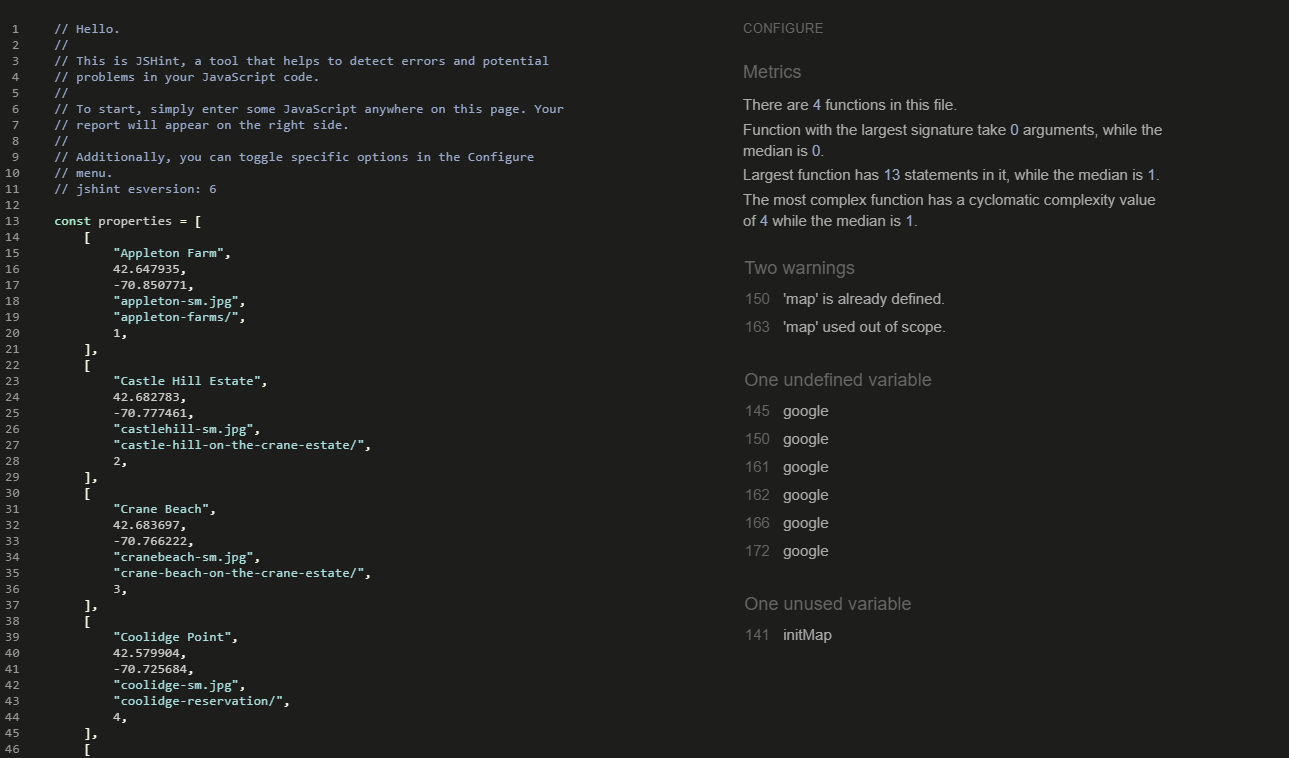 1 // Hello.
2 //
3 // This is JSHint, a tool that helps to detect errors and potential
4 // problems in your JavaScript code.
5 //
6 // To start, simply enter some JavaScript anywhere on this page. Your
7 // report will appear on the right side.
8 //
9 // Additionally, you can toggle specific options in the Configure
10 // menu.
11 // jshint esversion: 6
12
13 const properties = [
14 [
15 "Appleton Farm",
16 42.647935,
17 -70.850771,
18 "appleton-sm.jpg",
19 "appleton-farms/",
20 1,
21 ],
22 [
23 "Castle Hill Estate",
24 42.682783,
25 -70.777461,
26 "castlehill-sm.jpg",
27 "castle-hill-on-the-crane-estate/",
28 2,
29 ],
30 [
31 "Crane Beach",
32 42.683697,
33 -70.766222,
34 "cranebeach-sm.jpg",
35 "crane-beach-on-the-crane-estate/",
36 3,
37 ],
38 [
39 "Coolidge Point",
40 42.579904,
41 -70.725684,
42 "coolidge-sm.jpg",
43 "coolidge-reservation/",
44 4,
45 ],
46 [
CONFIGURE
Metrics
There are 4 functions in this file.
Function with the largest signature take 0 arguments, while the
median is 0.
Largest function has 13 statements in it, while the median is 1.
The most complex function has a cyclomatic complexity value
of 4 while the median is 1.
Two warnings
150 'map' is already defined.
163 'map' used out of scope.
One undefined variable
145 google
150 google
161 google
162 google
166 google
172 google
One unused variable
141 initMap